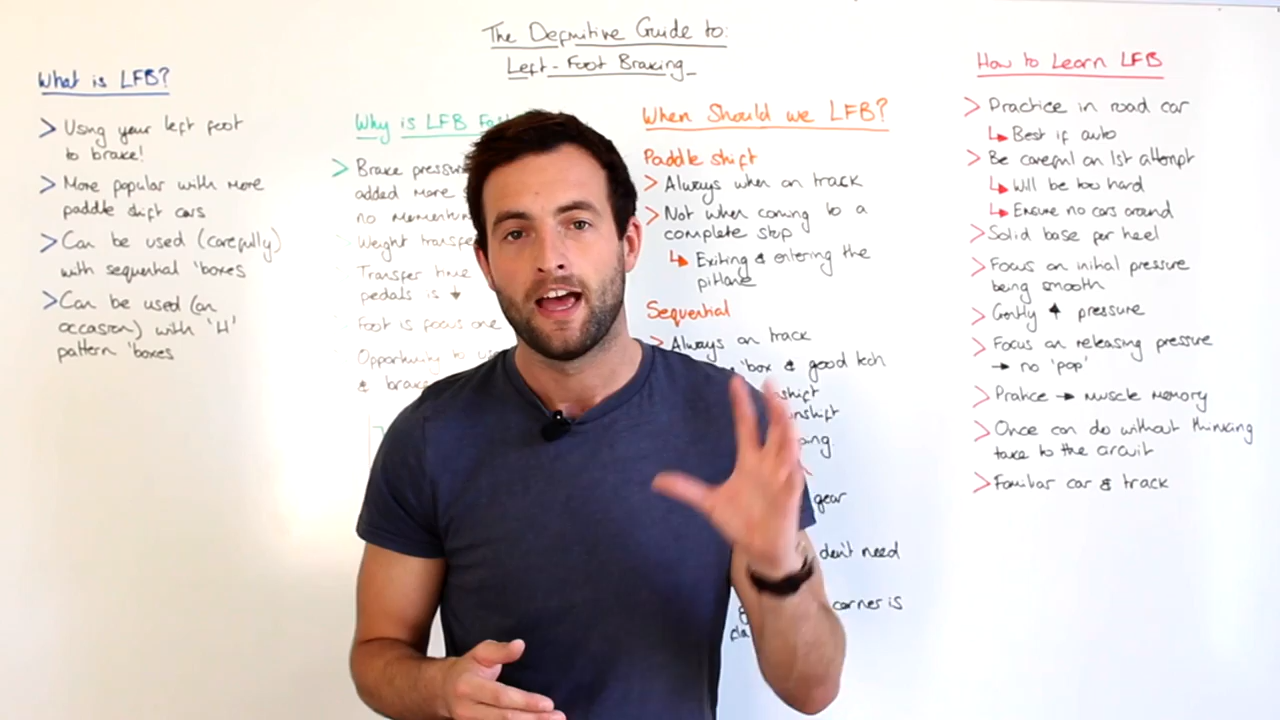 The Definitive Guide to:
Left-Foot Braking
What is LFB?
> Using your left foot
to brake!
> More popular with more
paddle shift cars
> Can be used (carefully)
with sequential 'boxes
> Can be used (on
occasion) with 'H'
pattern 'boxes
Why is LFB
> Brake pressure
added more
no momentum
Weight transfer
Transfer time
pedals is ↓
Foot is focus one
Opportunity to
& brake
When Should we LFB?
Paddle shift
> Always when on track
> Not when coming to a
complete stop
↳ Exiting & entering the
pitlane
Sequential
> Always on track
'box & good tech
gear
don't need
corner is
How to Learn LFB
> Practice in road car
↳ Best if auto
> Be careful on 1st attempt
↳ Will be too hard
↳ Ensure no cars around
> Solid base for heel
> Focus on initial pressure
being smooth
> Gently ↑ pressure
> Focus on releasing pressure
→ no 'pop'
> Pratice → muscle memory
> Once can do without thinking
take to the circuit
> Familiar car & track